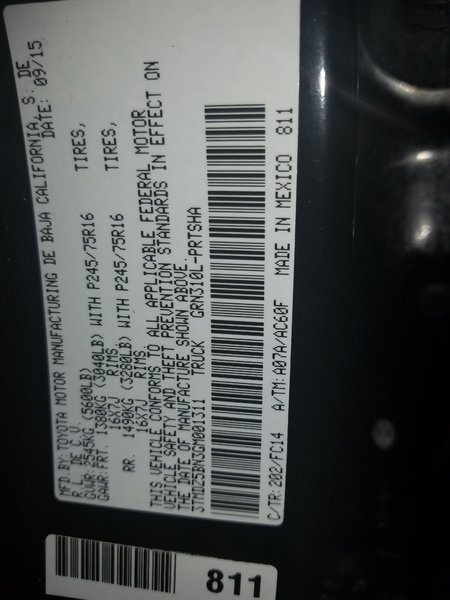 MFD.BY:TOYOTA MOTOR MANUFACTURING DE BAJA CALIFORNIA S. DE
R.L. DE C.V. DATE: 09/15
GVWR:2545KG(5600LB)
GAWR:FRT. 1380KG (3040LB) WITH P245/75R16 TIRES,
16X7J RIMS
RR. 1490KG (3280LB) WITH P245/75R16 TIRES,
16X7J RIMS
THIS VEHICLE CONFORMS TO ALL APPLICABLE FEDERAL MOTOR
VEHICLE SAFETY AND THEFT PREVENTION STANDARDS IN EFFECT ON
THE DATE OF MANUFACTURE SHOWN ABOVE.
3TMDZ5BN3GM001311 TRUCK GRN310L-PRTSHA
C/TR:202/FC14 A/TM:A07A/AC60F MADE IN MEXICO 811
811